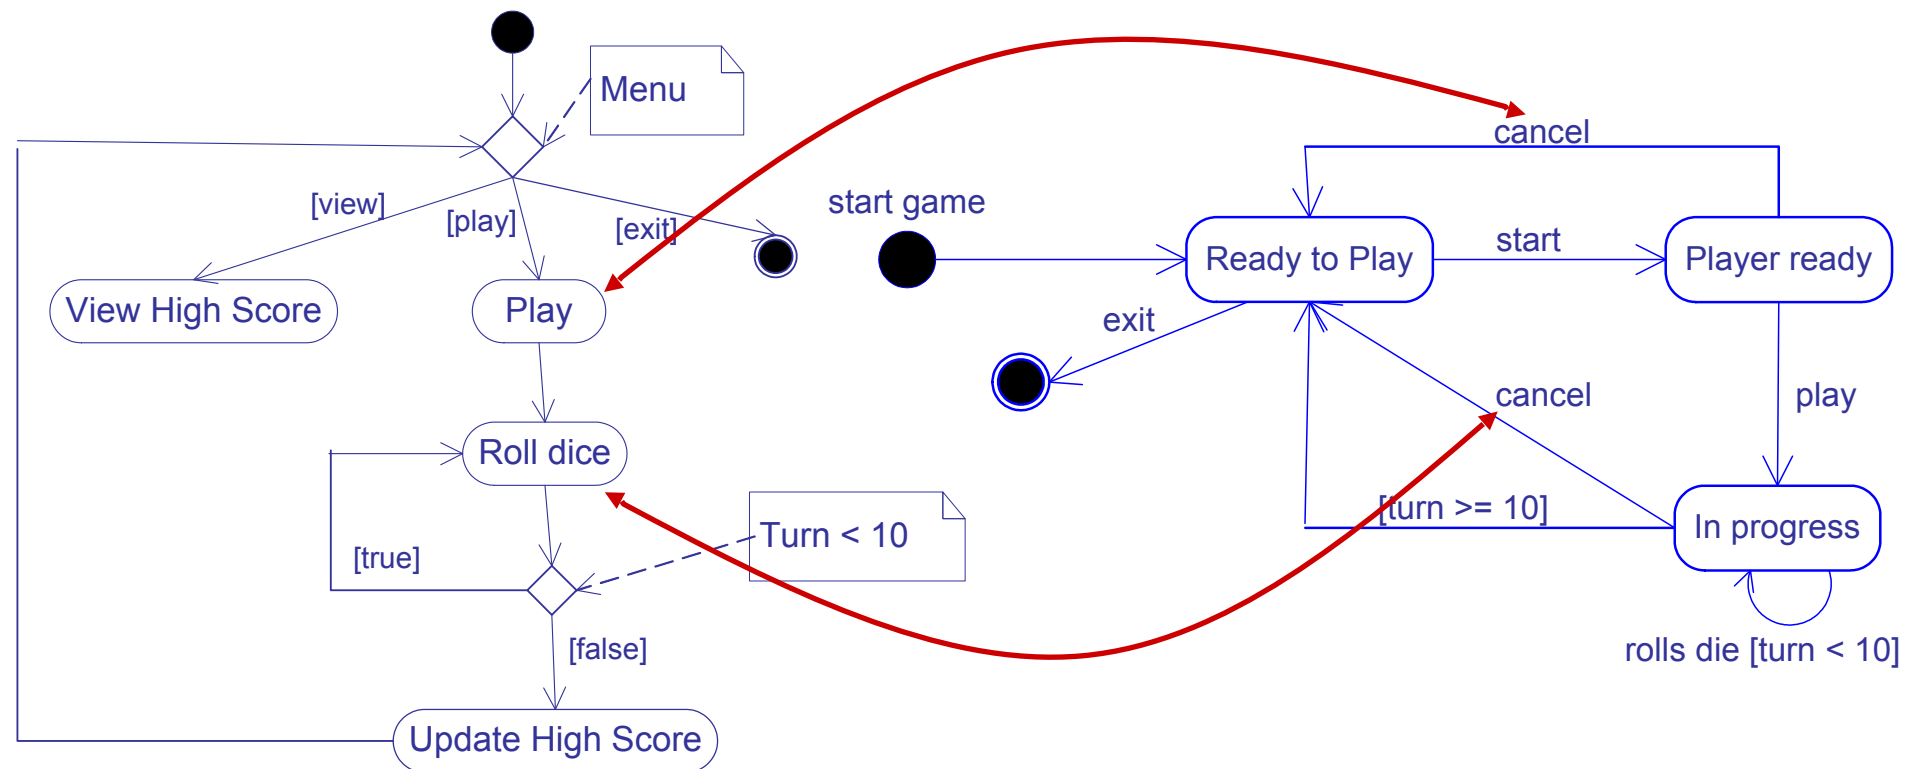 Menu
[view]
[play]
[exit]
View High Score
Play
Roll dice
[true]
Turn < 10
[false]
Update High Score
cancel
start game
Ready to Play
start
Player ready
exit
cancel
play
[turn >= 10]
In progress
rolls die [turn < 10]